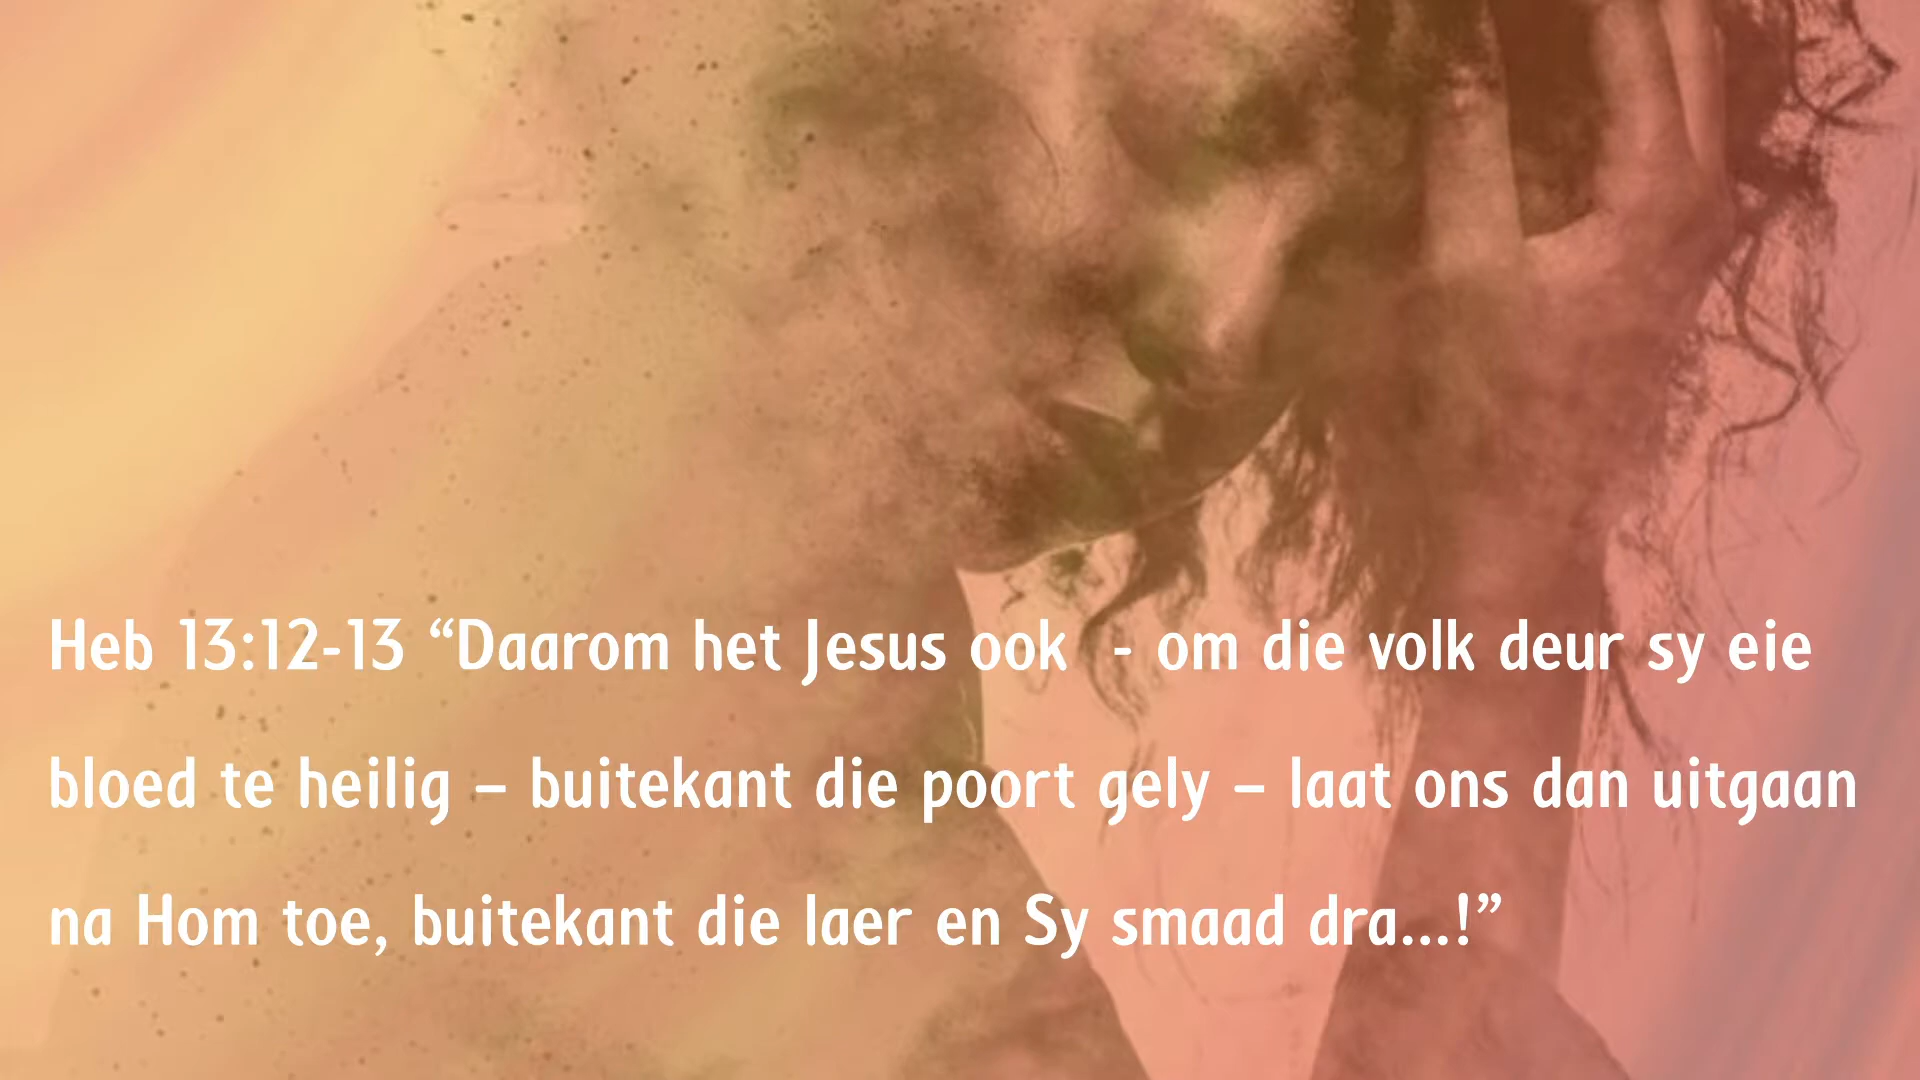 Heb 13:12-13 “Daarom het Jesus ook  - om die volk deur sy eie
bloed te heilig – buitekant die poort gely – laat ons dan uitgaan
na Hom toe, buitekant die laer en Sy smaad dra...!”